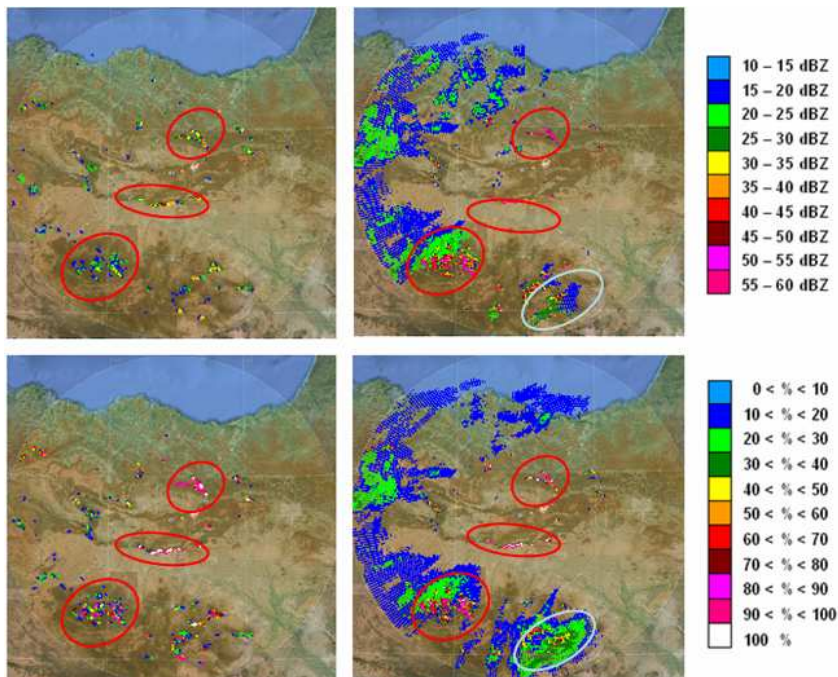 10 – 15 dBZ
15 – 20 dBZ
20 – 25 dBZ
25 – 30 dBZ
30 – 35 dBZ
35 – 40 dBZ
40 – 45 dBZ
45 – 50 dBZ
50 – 55 dBZ
55 – 60 dBZ
0 < % < 10
10 < % < 20
20 < % < 30
30 < % < 40
40 < % < 50
50 < % < 60
60 < % < 70
70 < % < 80
80 < % < 90
90 < % < 100
100 %